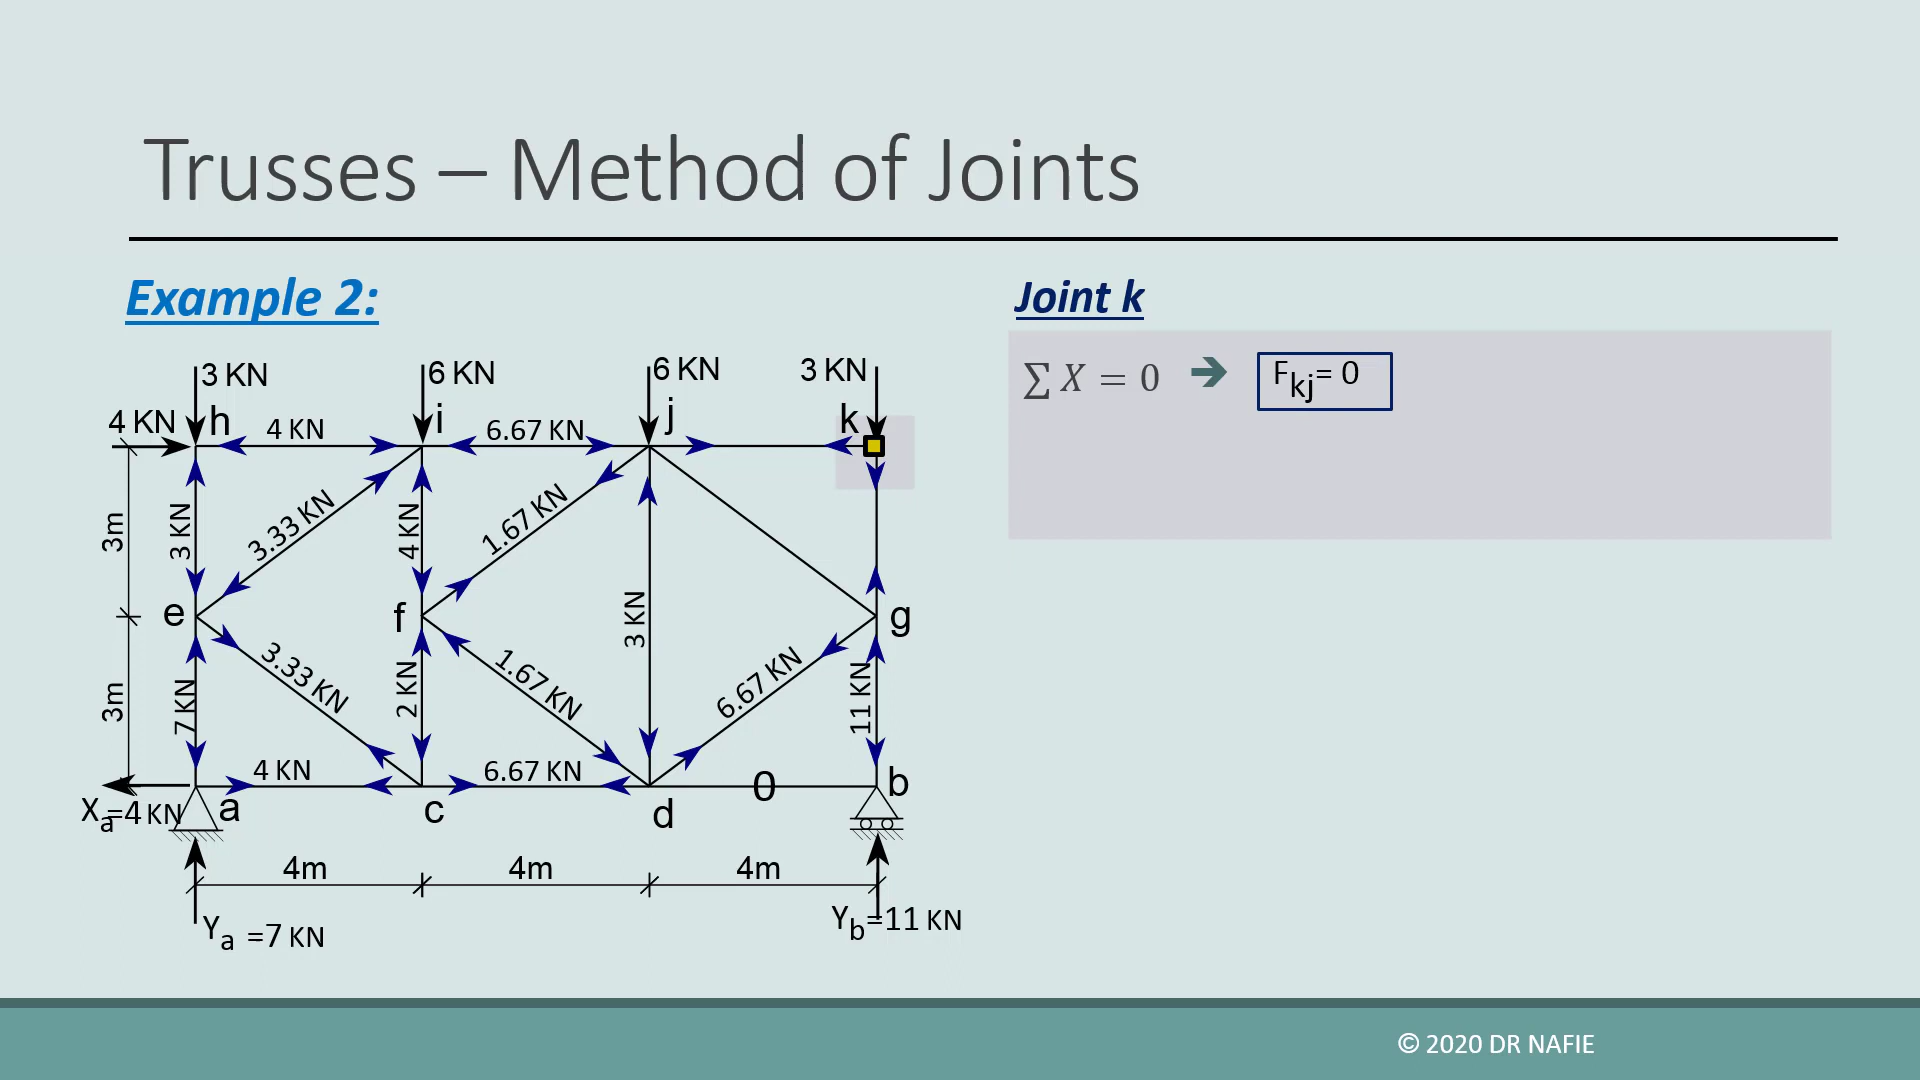 Trusses – Method of Joints
Example 2:
Joint k
∑ X = 0 ➔ Fkj= 0
3 KN
6 KN
6 KN
3 KN
4 KN
h
4 KN
i
6.67 KN
j
k
3m
3 KN
3.33 KN
4 KN
1.67 KN
3 KN
e
f
g
3m
7 KN
3.33 KN
2 KN
1.67 KN
6.67 KN
11 KN
4 KN
6.67 KN
0
b
Xa=4 KN
a
c
d
4m
4m
4m
Ya =7 KN
Yb=11 KN
© 2020 DR NAFIE